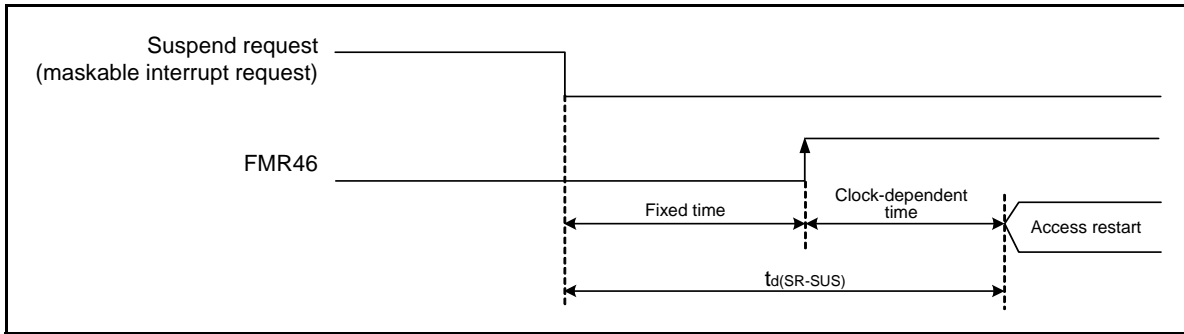 Suspend request
(maskable interrupt request)
FMR46
Fixed time
Clock-dependent
time
Access restart
td(SR-SUS)